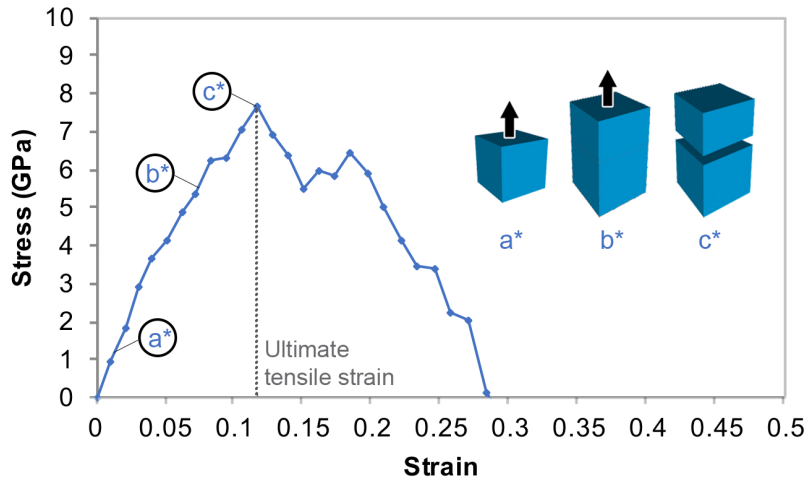 10
9
8
7
6
5
4
3
2
1
0
Stress (GPa)
c*
b*
a*
Ultimate
tensile strain
a*
b*
c*
0 0.05 0.1 0.15 0.2 0.25 0.3 0.35 0.4 0.45 0.5
Strain